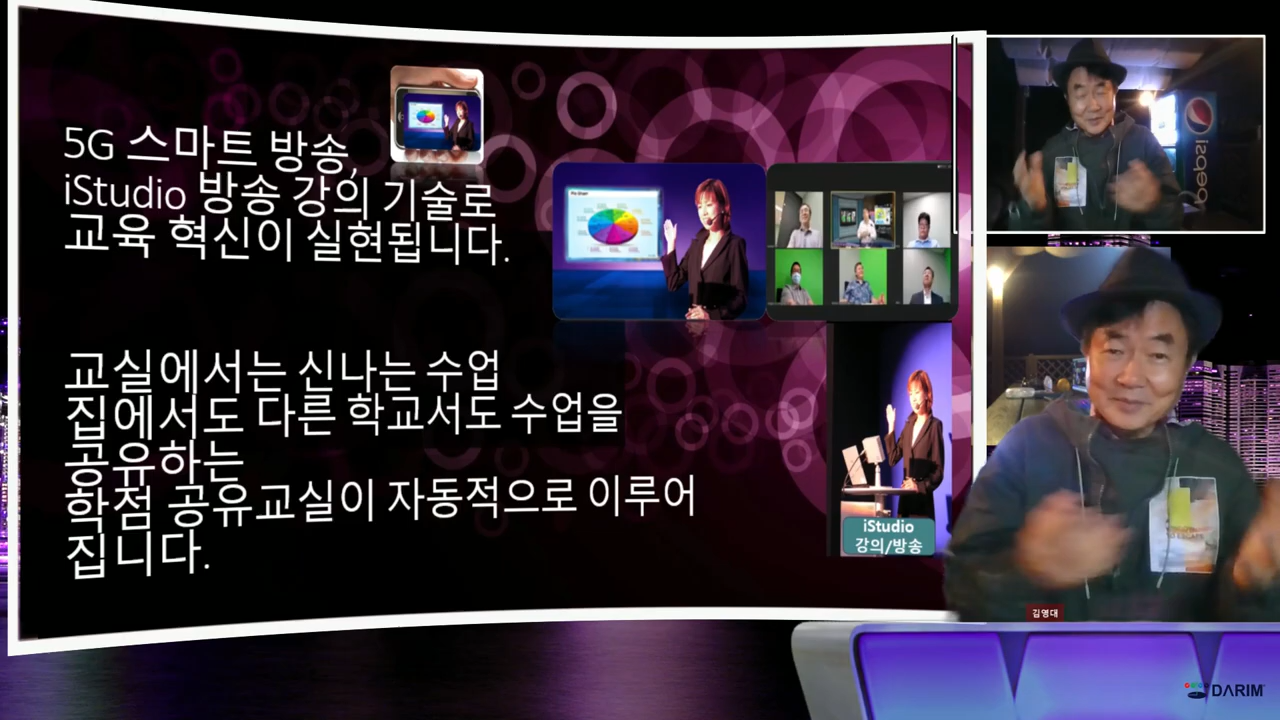 5G 스마트 방송,
iStudio 방송 강의 기술로
교육 혁신이 실현됩니다.
교실에서는 신나는 수업
집에서도 다른 학교서도 수업을
공유하는
학점 공유교실이 자동적으로 이루어
집니다.
iStudio
강의/방송
pepsi
김영대
DARIM